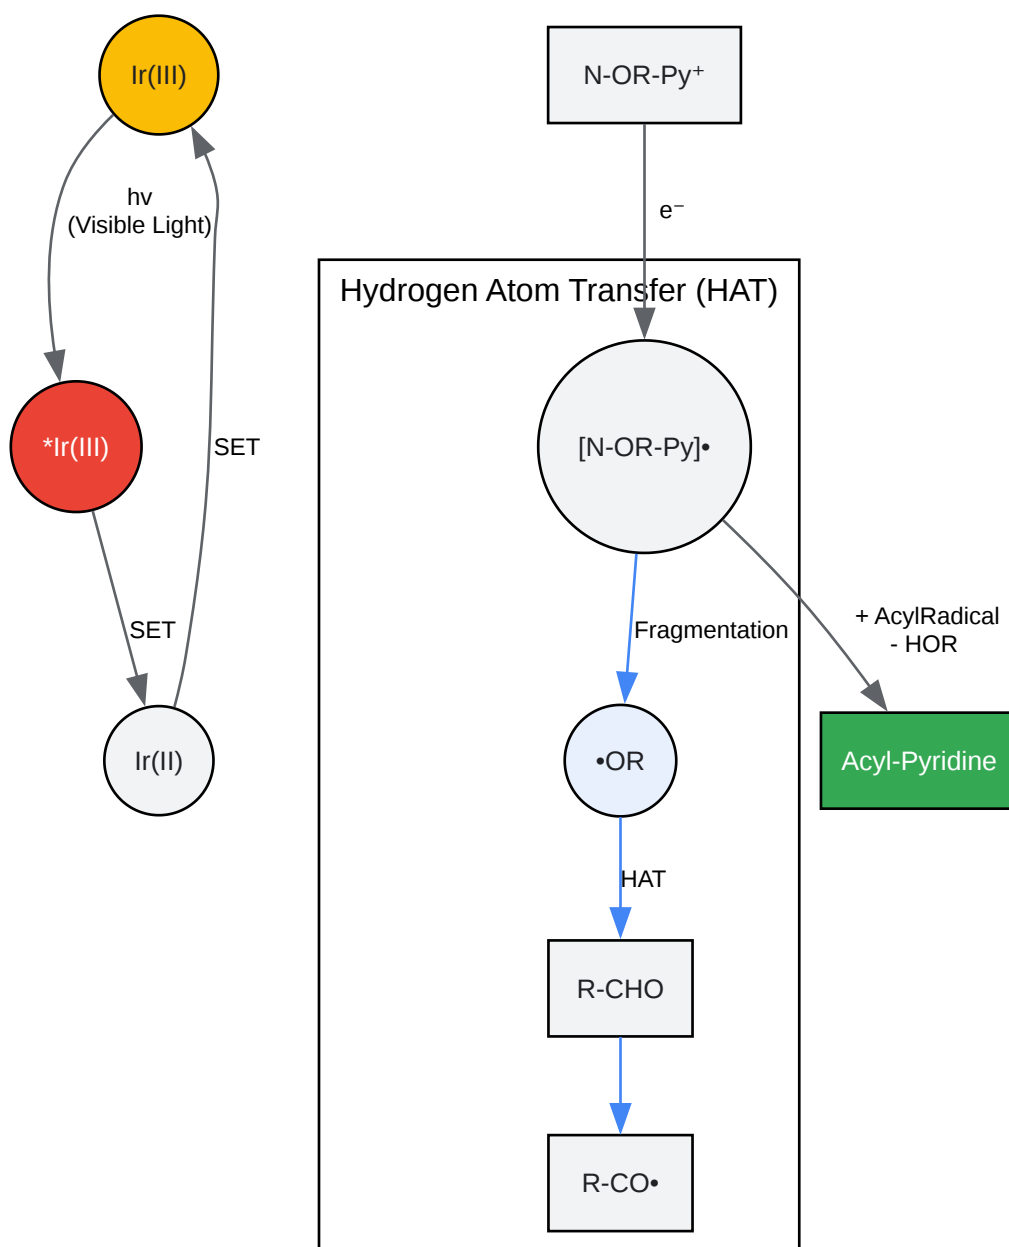 Ir(III)
N-OR-Py⁺
hv
(Visible Light)
e⁻
Hydrogen Atom Transfer (HAT)
*Ir(III)
SET
[N-OR-Py]•
SET
Fragmentation
+ AcylRadical
- HOR
Ir(II)
•OR
Acyl-Pyridine
HAT
R-CHO
R-CO•